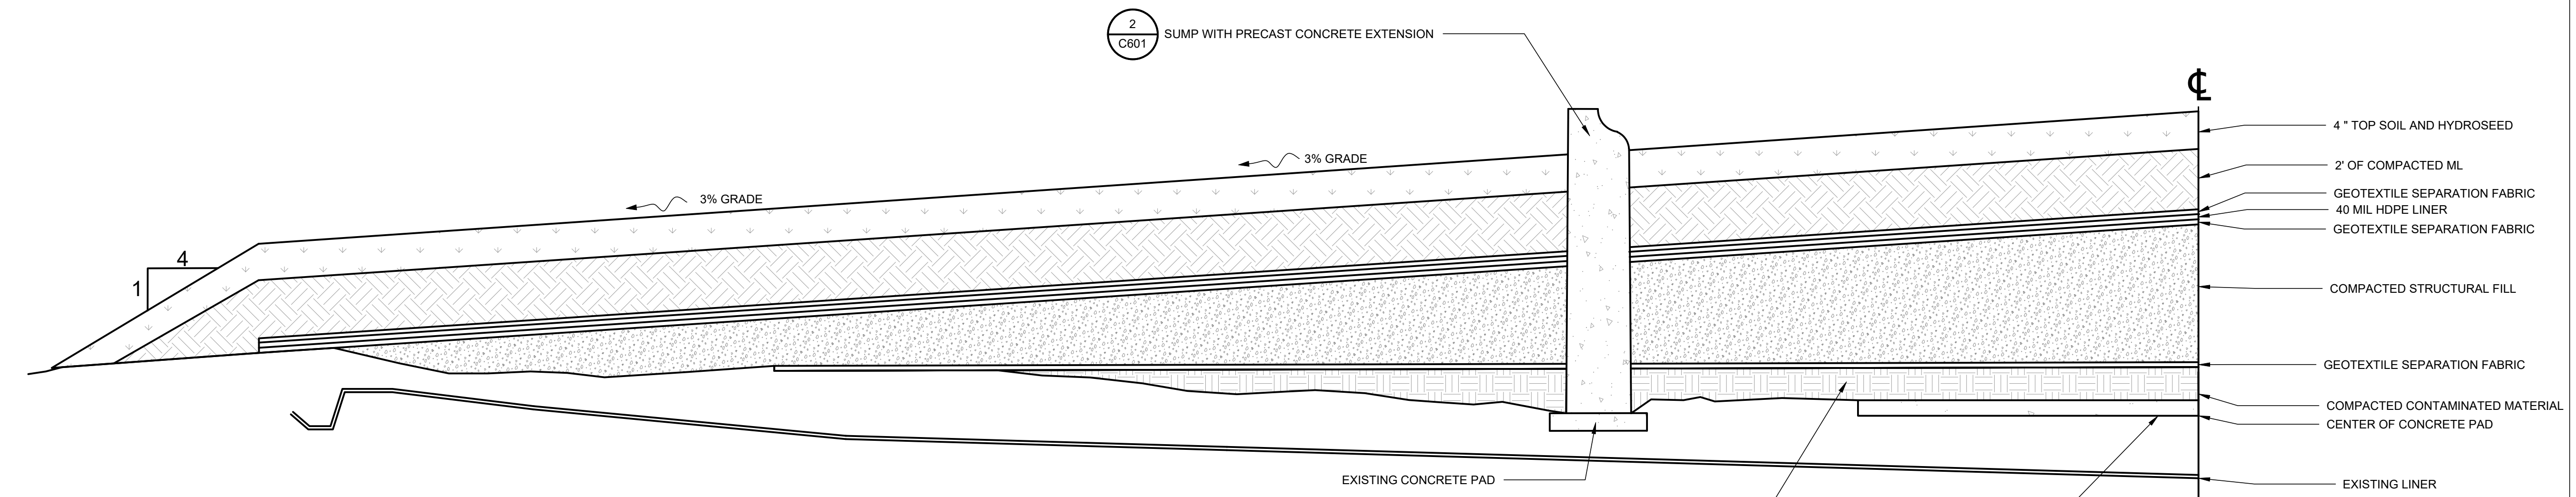 2
C601
SUMP WITH PRECAST CONCRETE EXTENSION
℄
4 " TOP SOIL AND HYDROSEED
3% GRADE
2' OF COMPACTED ML
3% GRADE
GEOTEXTILE SEPARATION FABRIC
40 MIL HDPE LINER
GEOTEXTILE SEPARATION FABRIC
4
1
COMPACTED STRUCTURAL FILL
GEOTEXTILE SEPARATION FABRIC
COMPACTED CONTAMINATED MATERIAL
CENTER OF CONCRETE PAD
EXISTING CONCRETE PAD
EXISTING LINER